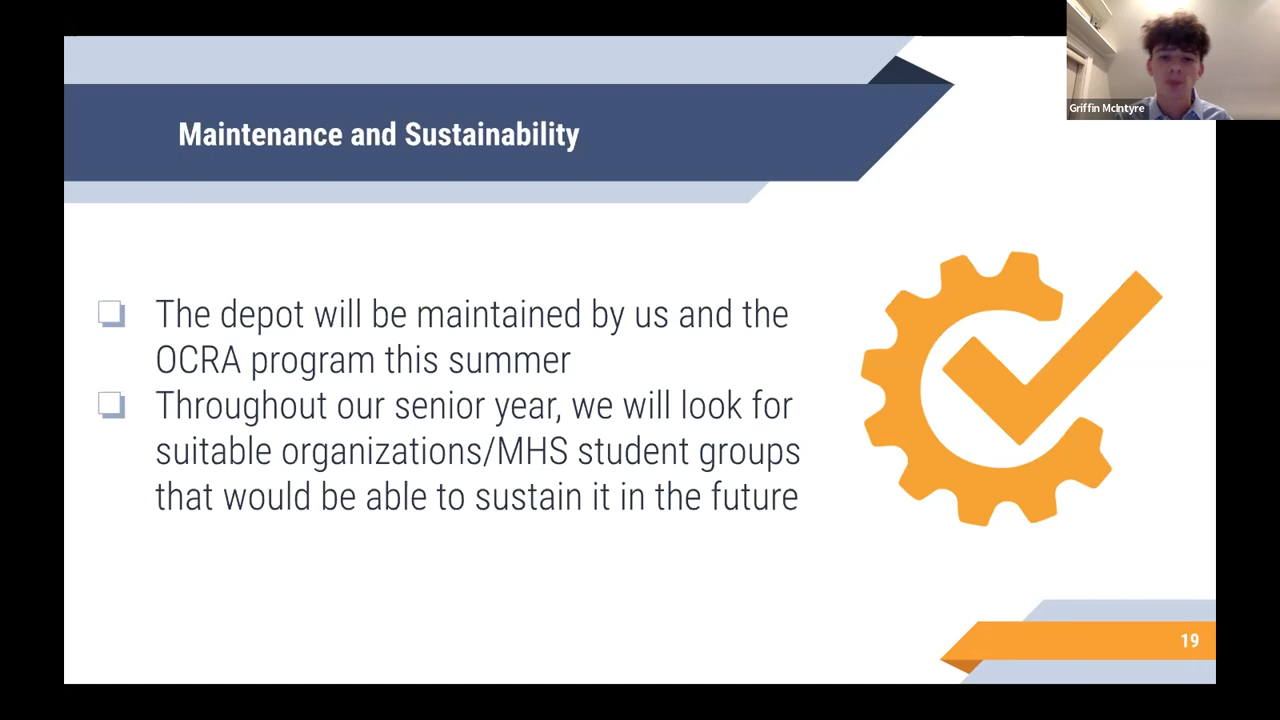 Griffin McIntyre
Maintenance and Sustainability
The depot will be maintained by us and the
OCRA program this summer
Throughout our senior year, we will look for
suitable organizations/MHS student groups
that would be able to sustain it in the future
19